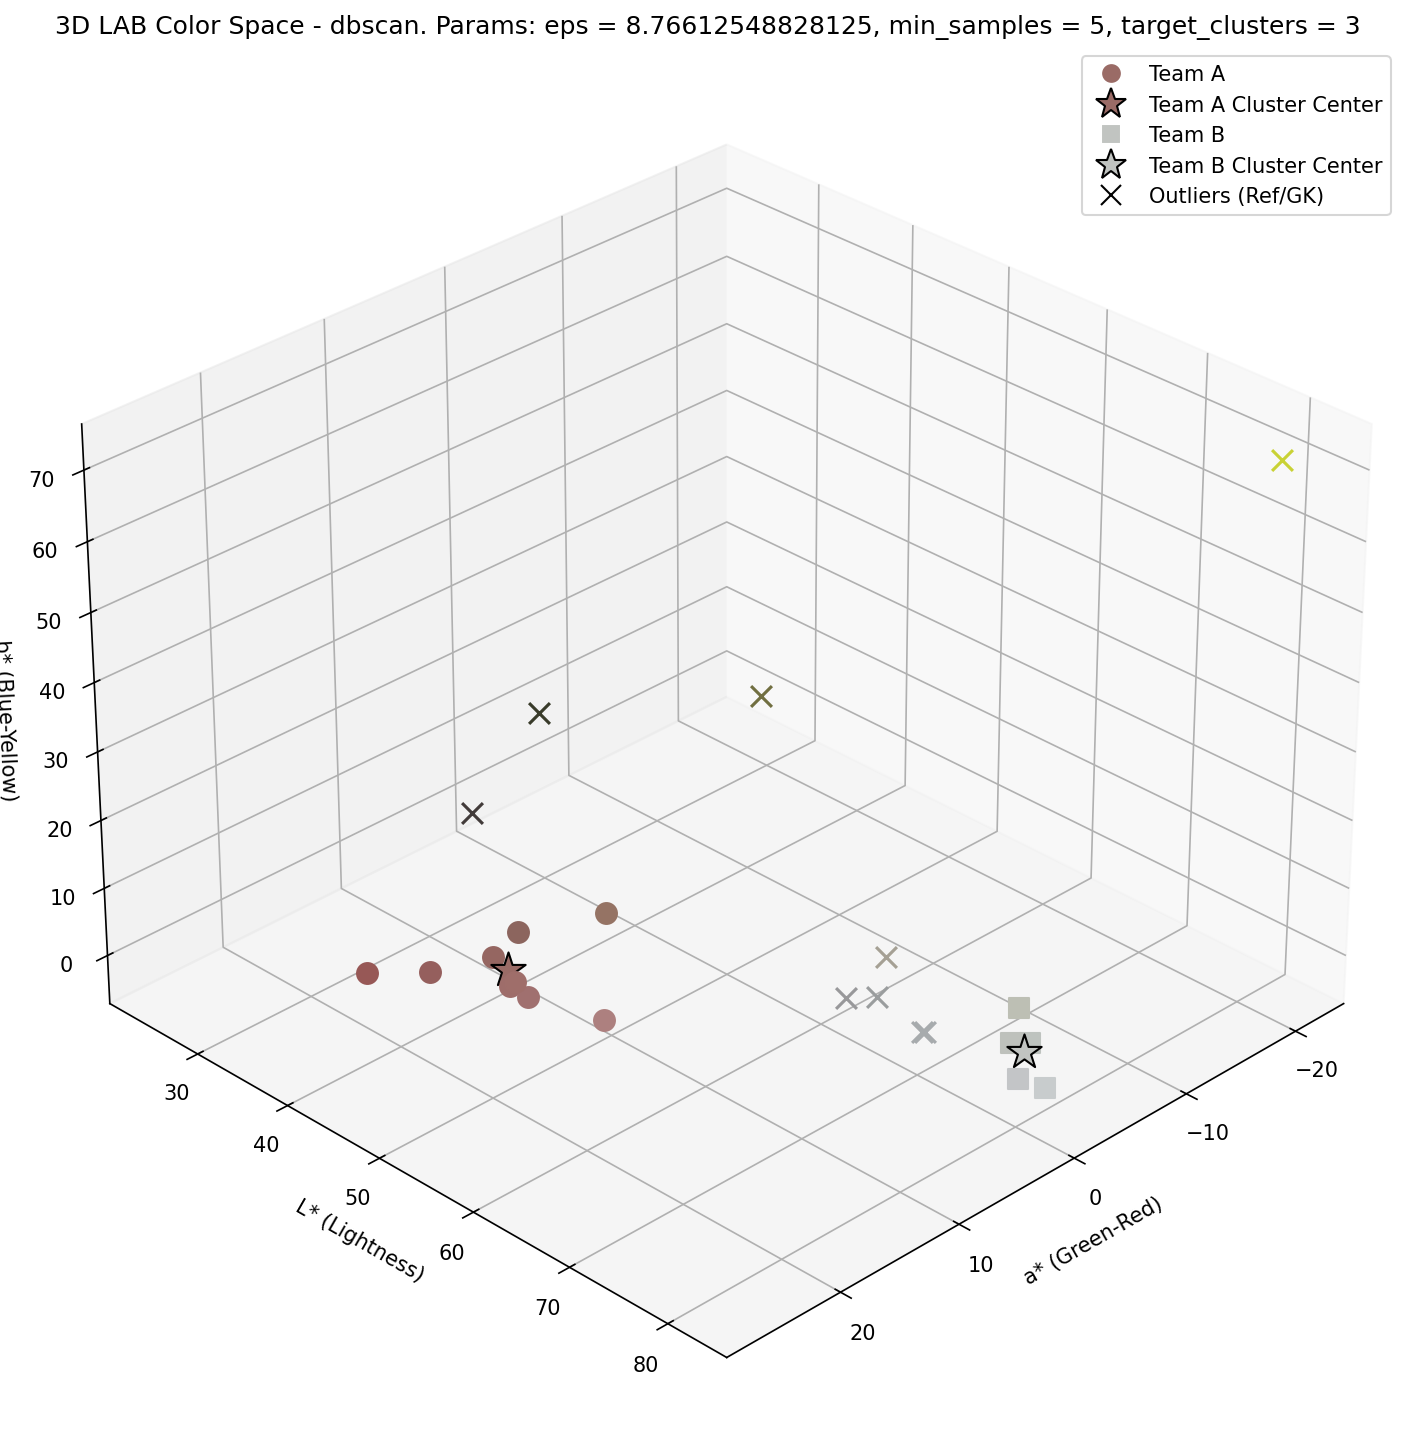 3D LAB Color Space - dbscan. Params: eps = 8.76612548828125, min_samples = 5, target_clusters = 3
Team A
Team A Cluster Center
Team B
Team B Cluster Center
Outliers (Ref/GK)
70
60
50
40
30
20
10
0
b* (Blue-Yellow)
30
40
50
60
70
80
L* (Lightness)
−20
−10
0
10
20
a* (Green-Red)